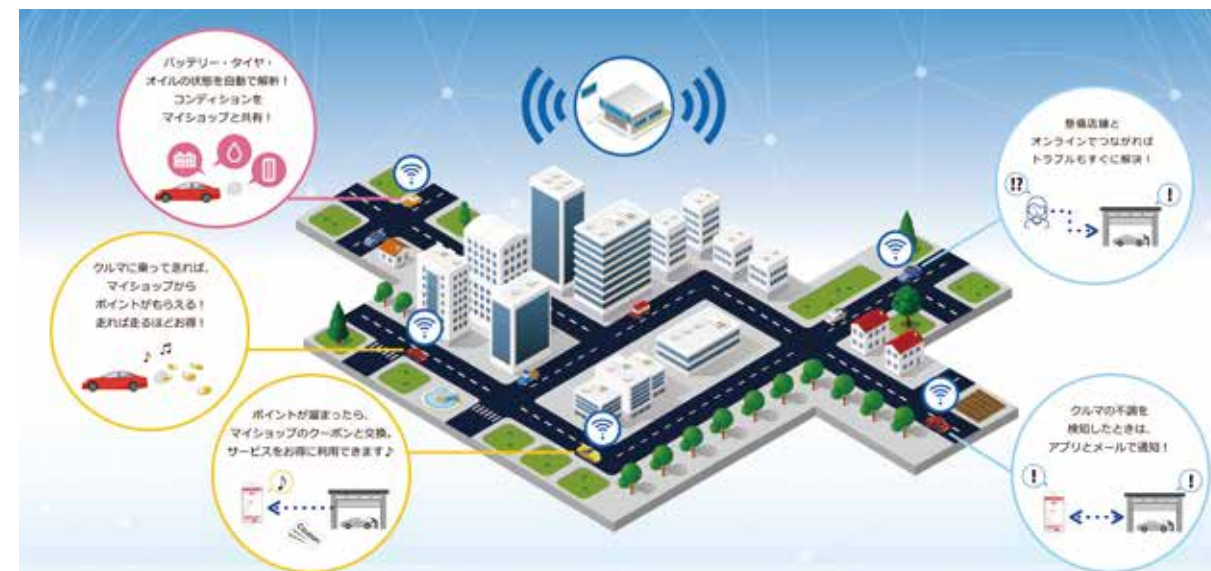 バッテリー・タイヤ・
オイルの状態を自動で解析！
コンディションを
マイショップと共有！
クルマに乗って走れば、
マイショップから
ポイントがもらえる！
走れば走るほどお得！
ポイントが溜まったら、
マイショップのクーポンと交換。
サービスをお得に利用できます♪
Coupon
整備店舗と
オンラインでつながれば
トラブルもすぐに解決！
!?
!
クルマの不調を
検知したときは、
アプリとメールで通知！
!
!